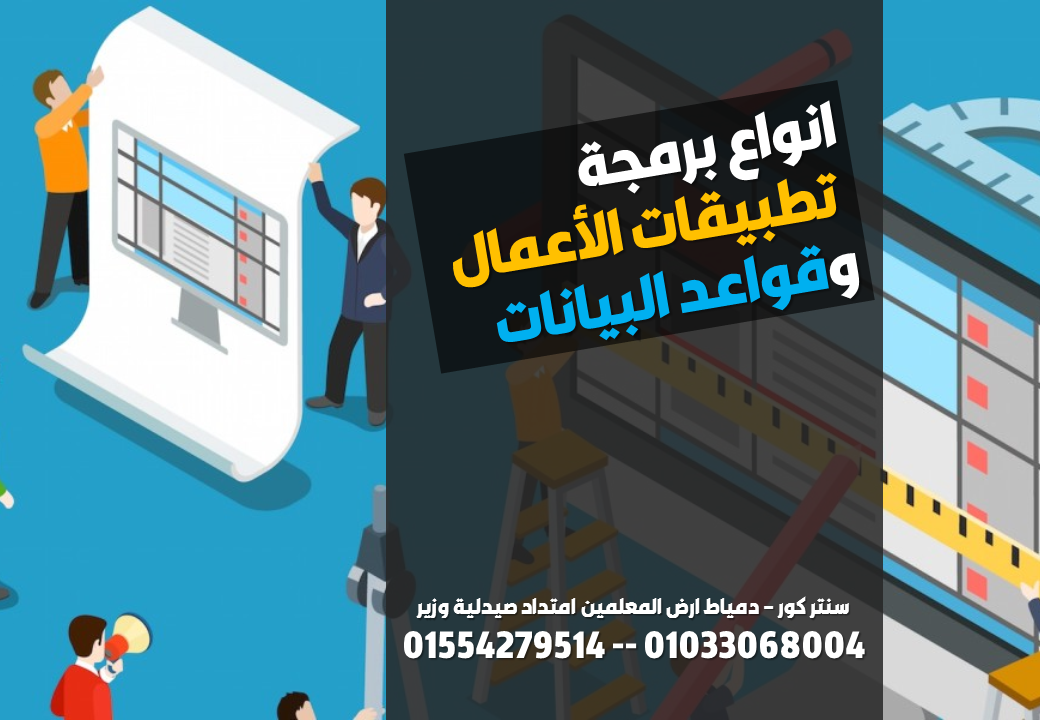 انواع برمجة
تطبيقات الأعمال
وقواعد البيانات
سنتر كور - دمياط ارض المعلمين امتداد صيدلية وزير
01554279514 -- 01033068004